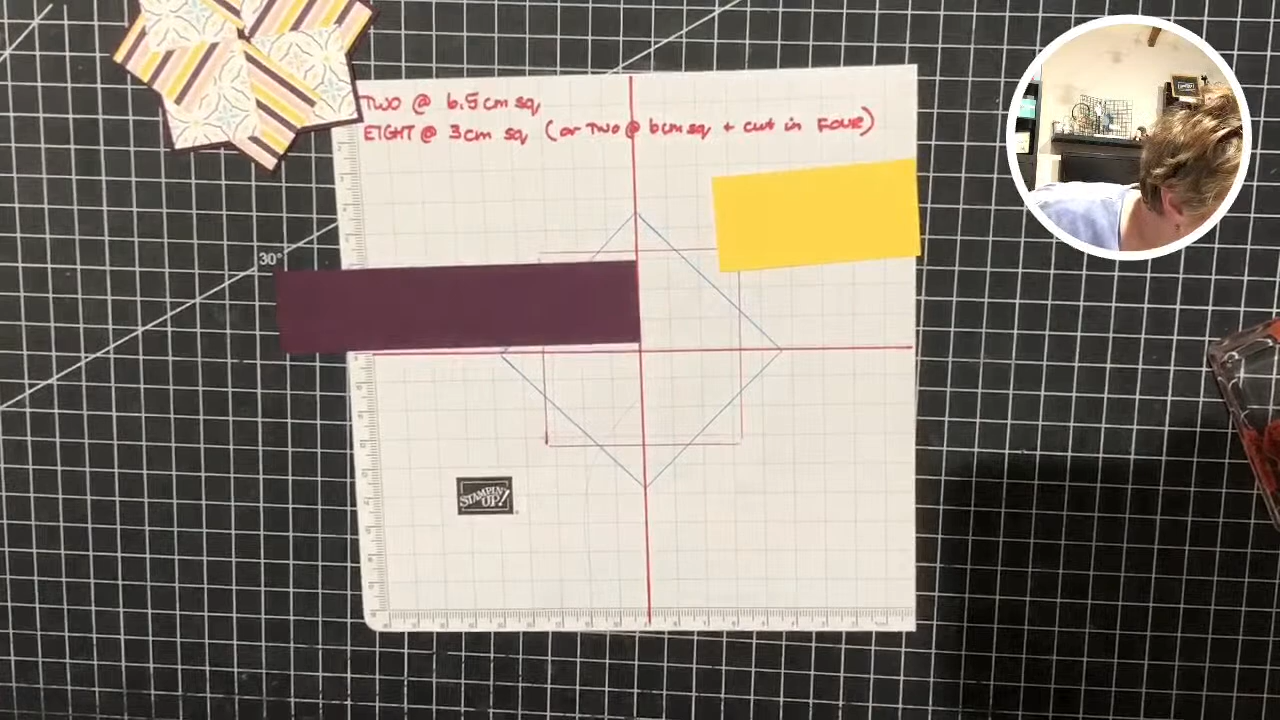 TWO @ 6.5cm sq
EIGHT @ 3cm sq (or TWO @ 6cm sq + cut in FOUR)
30°
STAMPIN' UP!